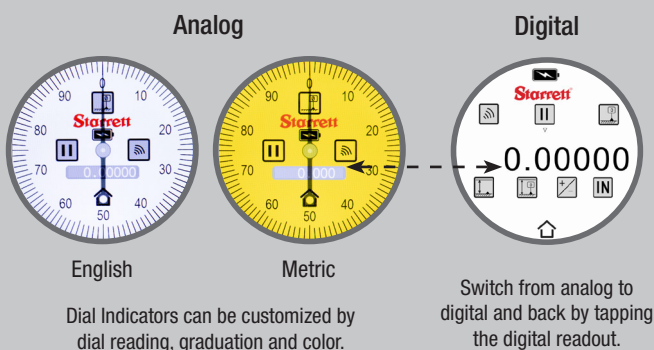 Analog
Digital
0
10
20
30
40
50
60
70
80
90
Starrett
0.00000
English
0
10
20
30
40
50
60
70
80
90
Starrett
0.000
Metric
Starrett
0.00000
IN
Dial Indicators can be customized by
dial reading, graduation and color.
Switch from analog to
digital and back by tapping
the digital readout.